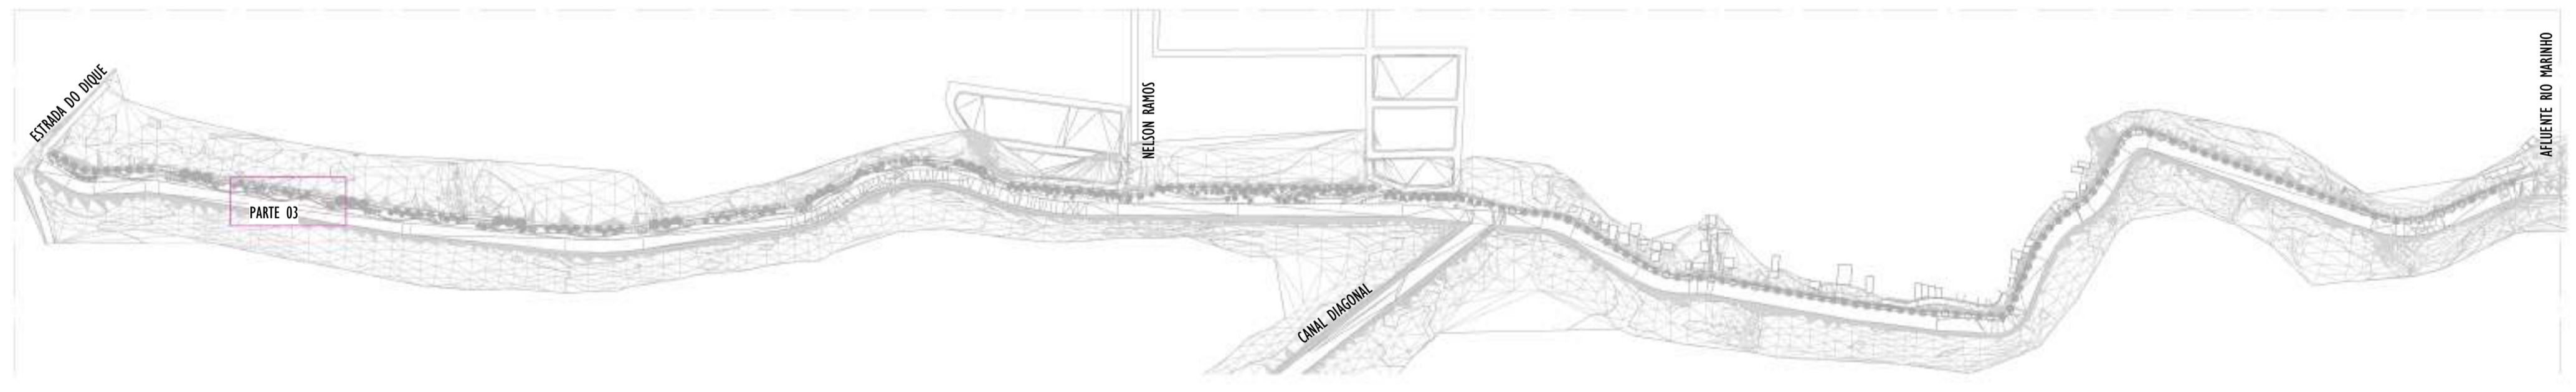 ESTRADA DO DIQUE
PARTE 03
NELSON RAMOS
CANAL DIAGONAL
AFLUENTE RIO MARINHO